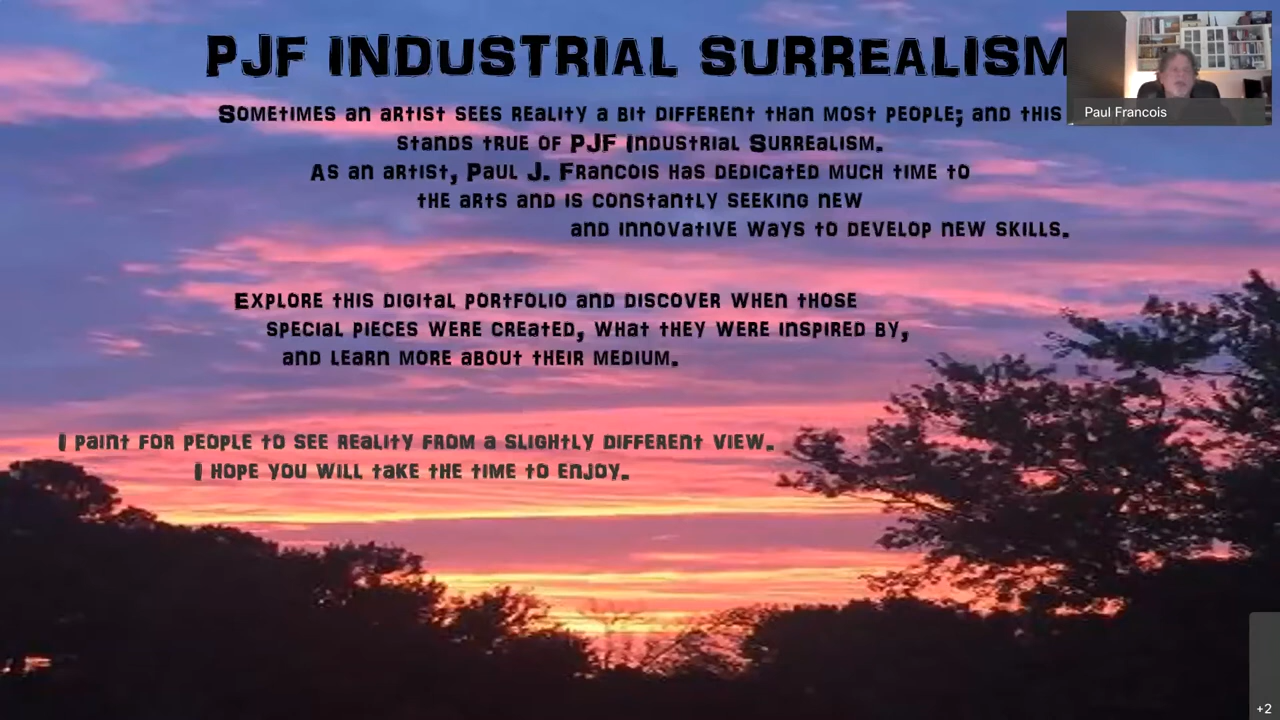 PJF INDUSTRIAL SURREALISM
Sometimes an artist sees reality a bit different than most people; and this
stands true of PJF Industrial Surrealism.
As an artist, Paul J. Francois has dedicated much time to
the arts and is constantly seeking new
and innovative ways to develop new skills.
Explore this digital portfolio and discover when those
special pieces were created, what they were inspired by,
and learn more about their medium.
I paint for people to see reality from a slightly different view.
I hope you will take the time to enjoy.
Paul Francois
+2